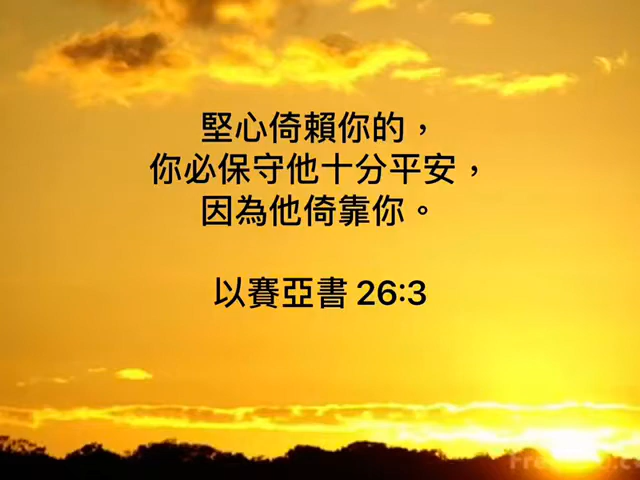 堅心倚賴你的，
你必保守他十分平安，
因為他倚靠你。
以賽亞書 26:3